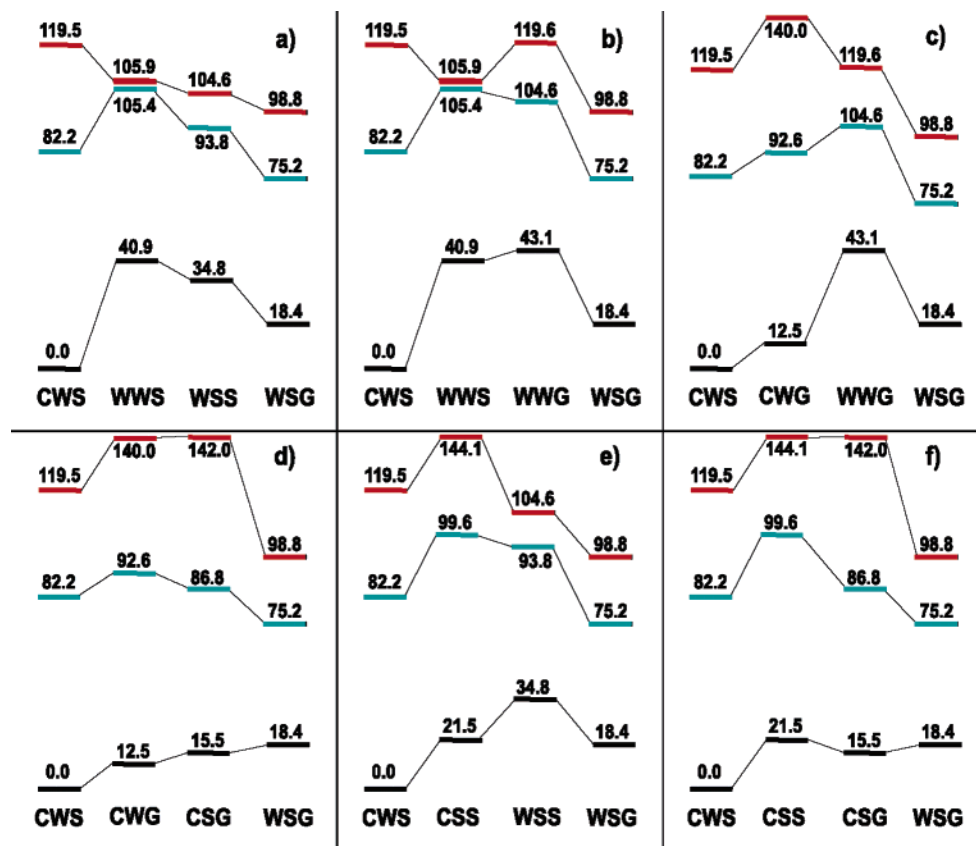 a)
119.5 105.9 104.6 98.8
105.4
82.2 93.8 75.2
40.9 34.8 18.4
0.0
CWS WWS WSS WSG
b)
119.5 105.9 119.6 98.8
105.4 104.6
82.2 75.2
40.9 43.1 18.4
0.0
CWS WWS WWG WSG
c)
119.5 140.0 119.6 98.8
82.2 92.6 104.6 75.2
0.0 12.5 43.1 18.4
CWS CWG WWG WSG
d)
119.5 140.0 142.0 98.8
82.2 92.6 86.8 75.2
0.0 12.5 15.5 18.4
CWS CWG CSG WSG
e)
119.5 144.1 104.6 98.8
82.2 99.6 93.8 75.2
0.0 21.5 34.8 18.4
CWS CSS WSS WSG
f)
119.5 144.1 142.0 98.8
82.2 99.6 86.8 75.2
0.0 21.5 15.5 18.4
CWS CSS CSG WSG